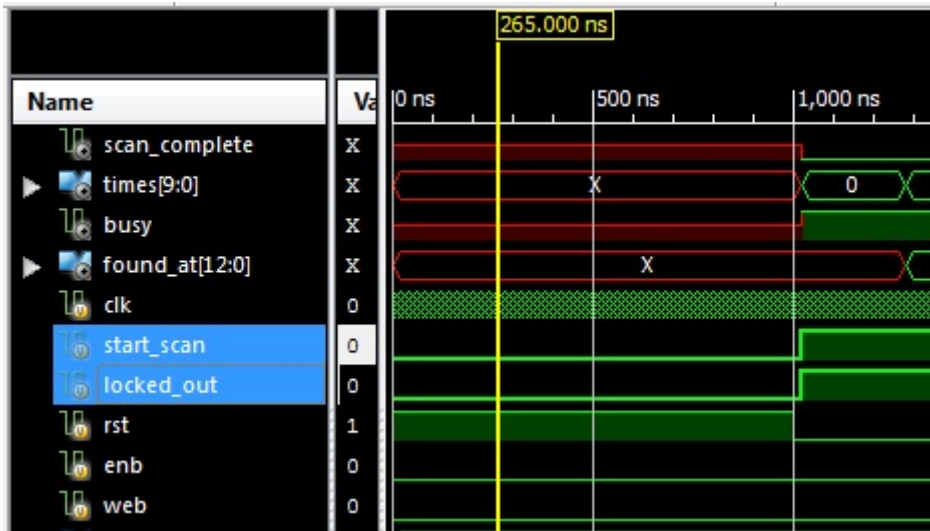 265.000 ns
Name
Va
0 ns
500 ns
1,000 ns
scan_complete
X
times[9:0]
X
X
0
busy
X
found_at[12:0]
X
X
clk
0
start_scan
0
locked_out
0
rst
1
enb
0
web
0